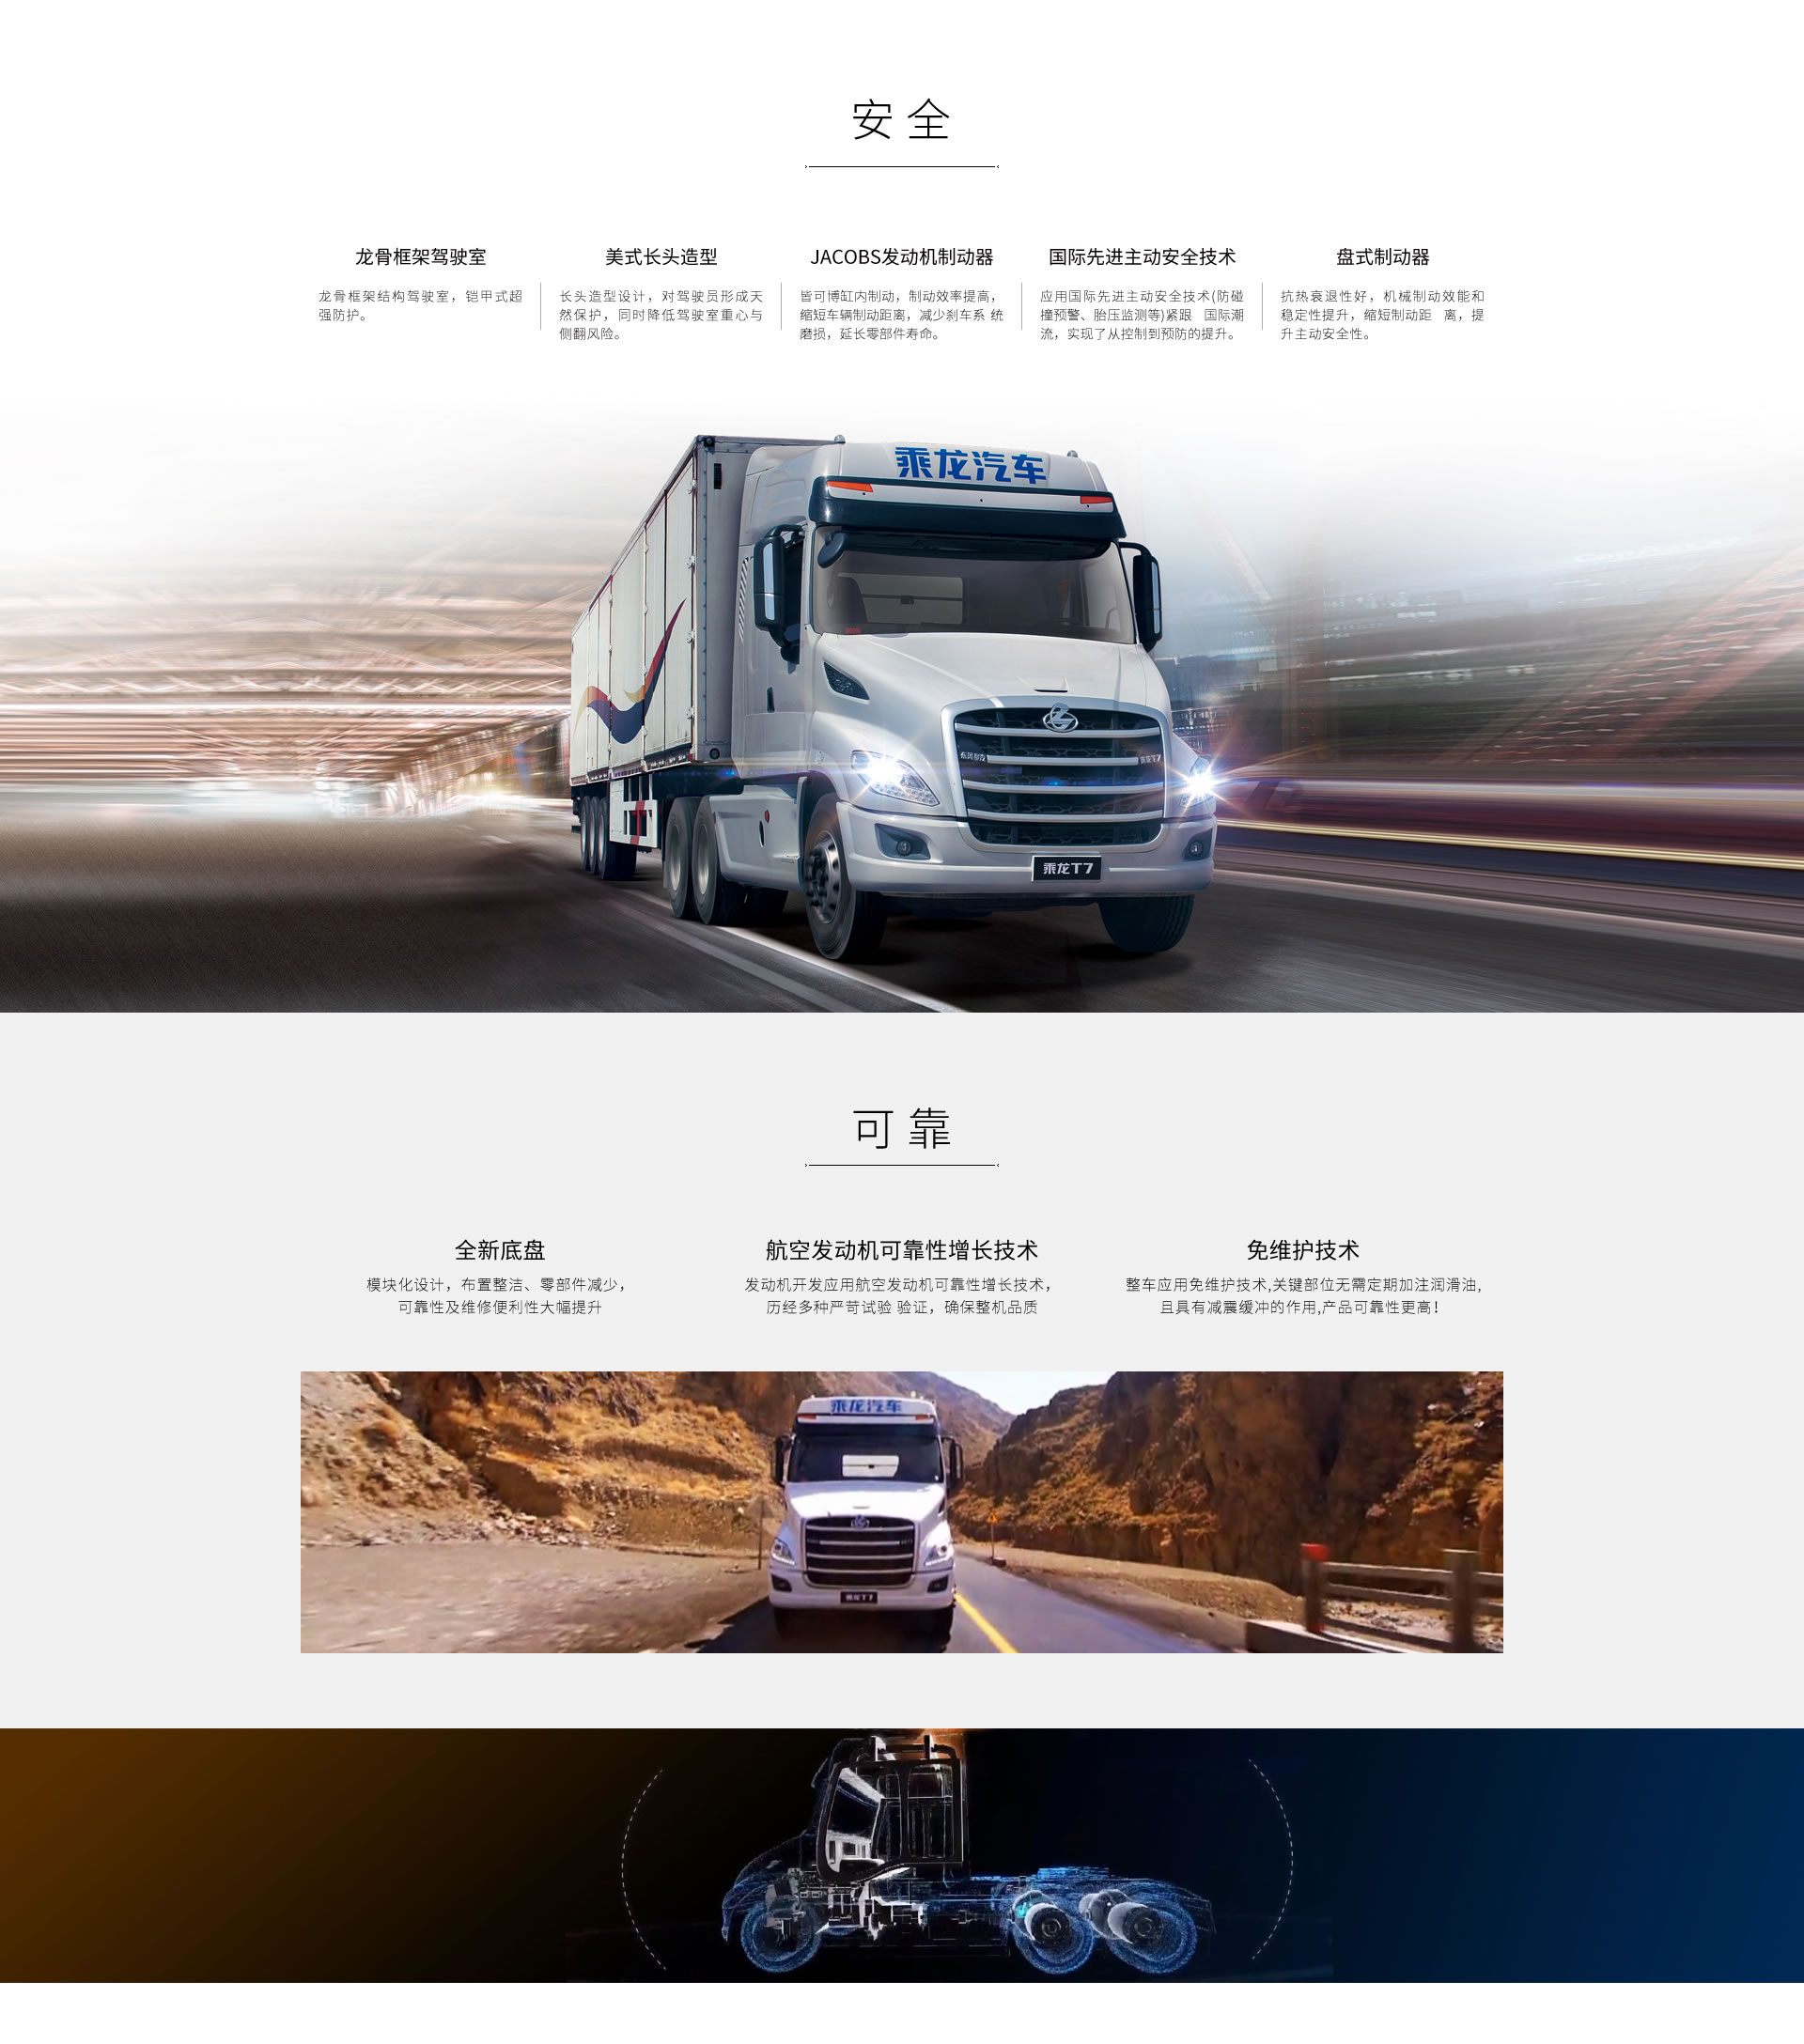 安全
龙骨框架驾驶室
龙骨框架结构驾驶室，铠甲式超
强防护。
美式长头造型
长头造型设计，对驾驶员形成天
然保护，同时降低驾驶室重心与
侧翻风险。
JACOBS发动机制动器
皆可博缸内制动，制动效率提高，
缩短车辆制动距离，减少刹车系 统
磨损，延长零部件寿命。
国际先进主动安全技术
应用国际先进主动安全技术(防碰
撞预警、胎压监测等)紧跟 国际潮
流，实现了从控制到预防的提升。
盘式制动器
抗热衰退性好，机械制动效能和
稳定性提升，缩短制动距 离，提
升主动安全性。
乘龙汽车
东风柳汽
乘龙T7
乘龙T7
可靠
全新底盘
模块化设计，布置整洁、零部件减少，
可靠性及维修便利性大幅提升
航空发动机可靠性增长技术
发动机开发应用航空发动机可靠性增长技术，
历经多种严苛试验 验证，确保整机品质
免维护技术
整车应用免维护技术,关键部位无需定期加注润滑油,
且具有减震缓冲的作用,产品可靠性更高！
乘龙汽车
乘龙T7